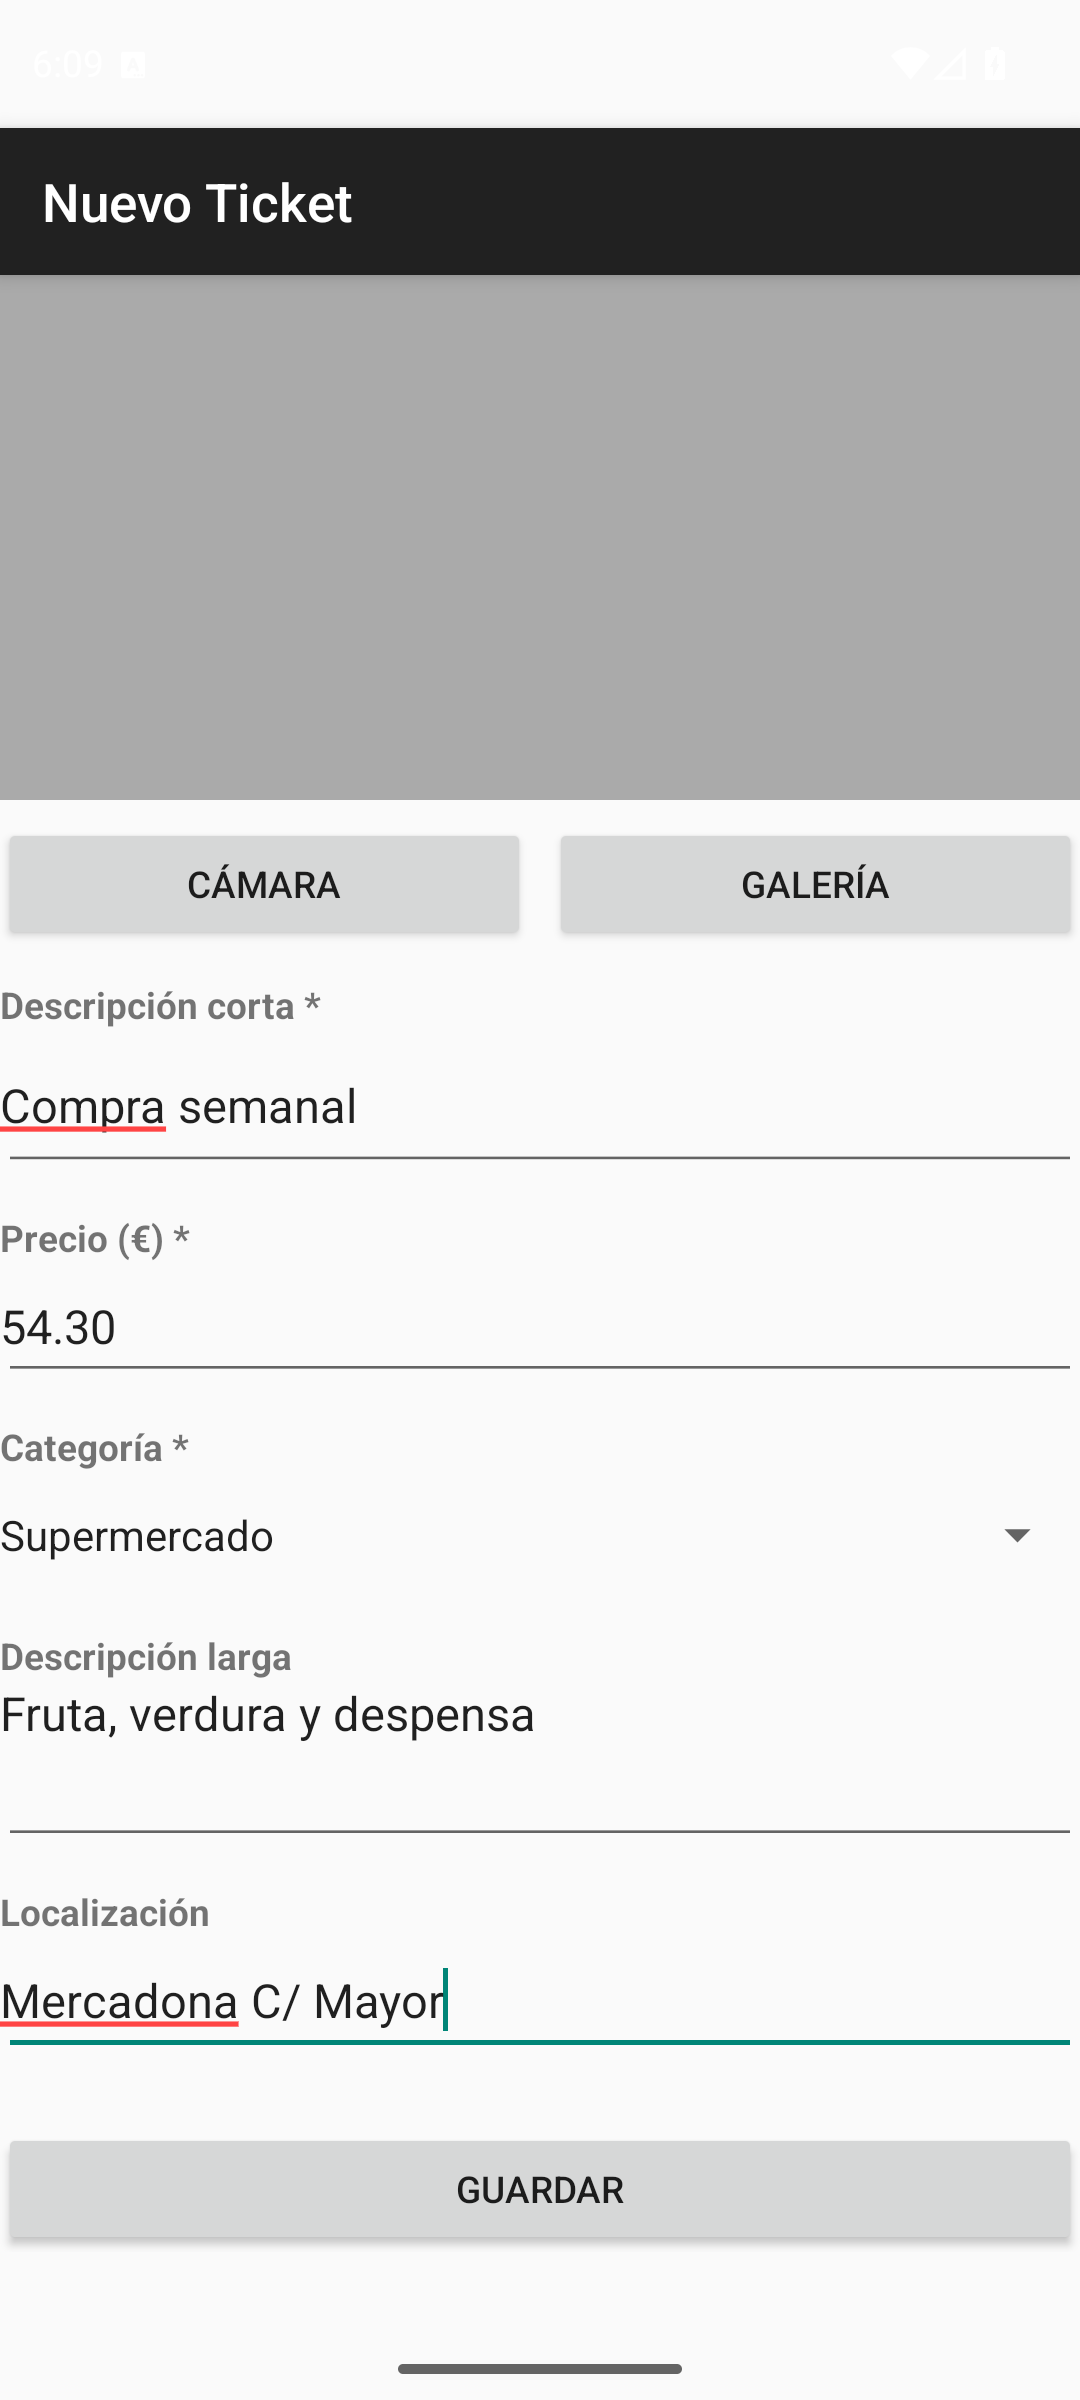 6:09
Nuevo Ticket
CÁMARA
GALERÍA
Descripción corta *
Compra semanal
Precio (€) *
54.30
Categoría *
Supermercado
Descripción larga
Fruta, verdura y despensa
Localización
Mercadona C/ Mayor
GUARDAR